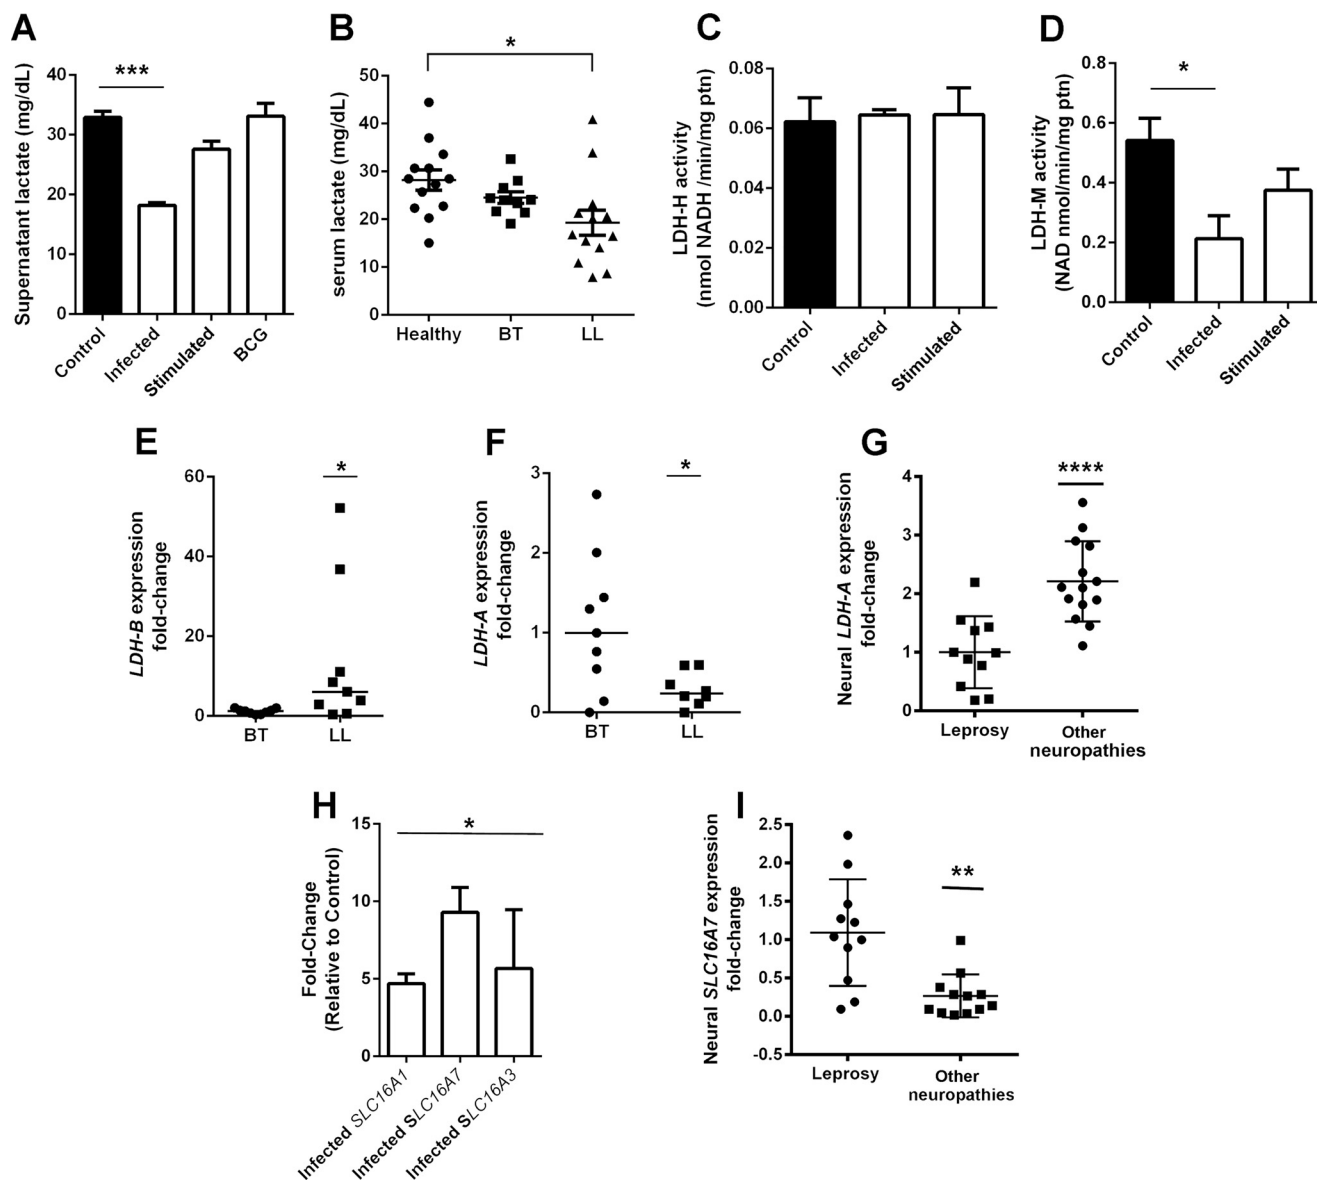 A
Supernatant lactate (mg/dL)
40
30
20
10
0
***
Control
Infected
Stimulated
BCG
B
serum lactate (mg/dL)
50
40
30
20
10
0
*
Healthy
BT
LL
C
LDH-H activity
(nmol NADH /min/mg ptn)
0.08
0.06
0.04
0.02
0.00
Control
Infected
Stimulated
D
LDH-M activity
(NAD nmol/min/mg ptn)
0.8
0.6
0.4
0.2
0.0
*
Control
Infected
Stimulated
E
LDH-B expression
fold-change
60
40
20
0
*
BT
LL
F
LDH-A expression
fold-change
3
2
1
0
*
BT
LL
G
Neural LDH-A expression
fold-change
4
3
2
1
0
****
Leprosy
Other
neuropathies
H
Fold-Change
(Relative to Control)
15
10
5
0
*
Infected SLC16A1
Infected SLC16A7
Infected SLC16A3
I
Neural SLC16A7 expression
fold-change
2.5
2.0
1.5
1.0
0.5
0.0
-0.5
**
Leprosy
Other
neuropathies